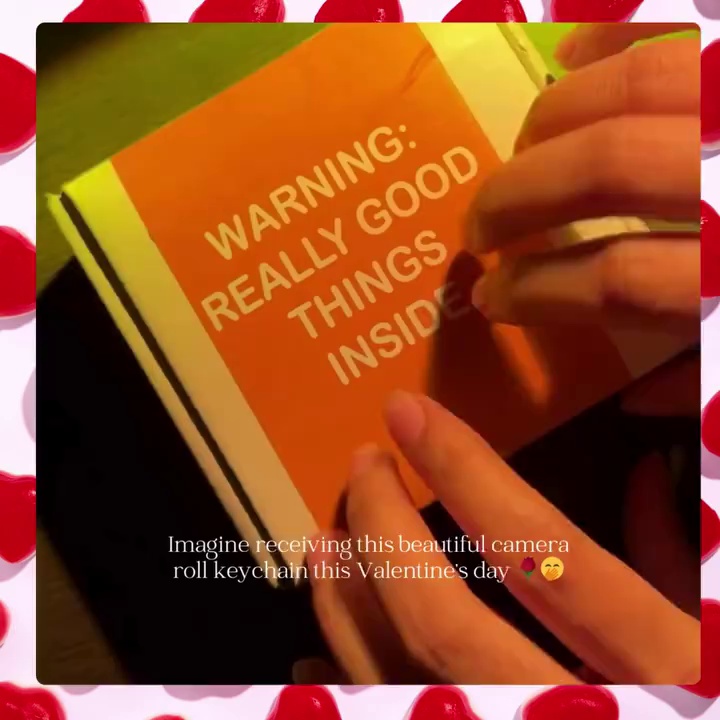 WARNING:
REALLY GOOD
THINGS
INSIDE
Imagine receiving this beautiful camera
roll keychain this Valentine's day 🌹🤭